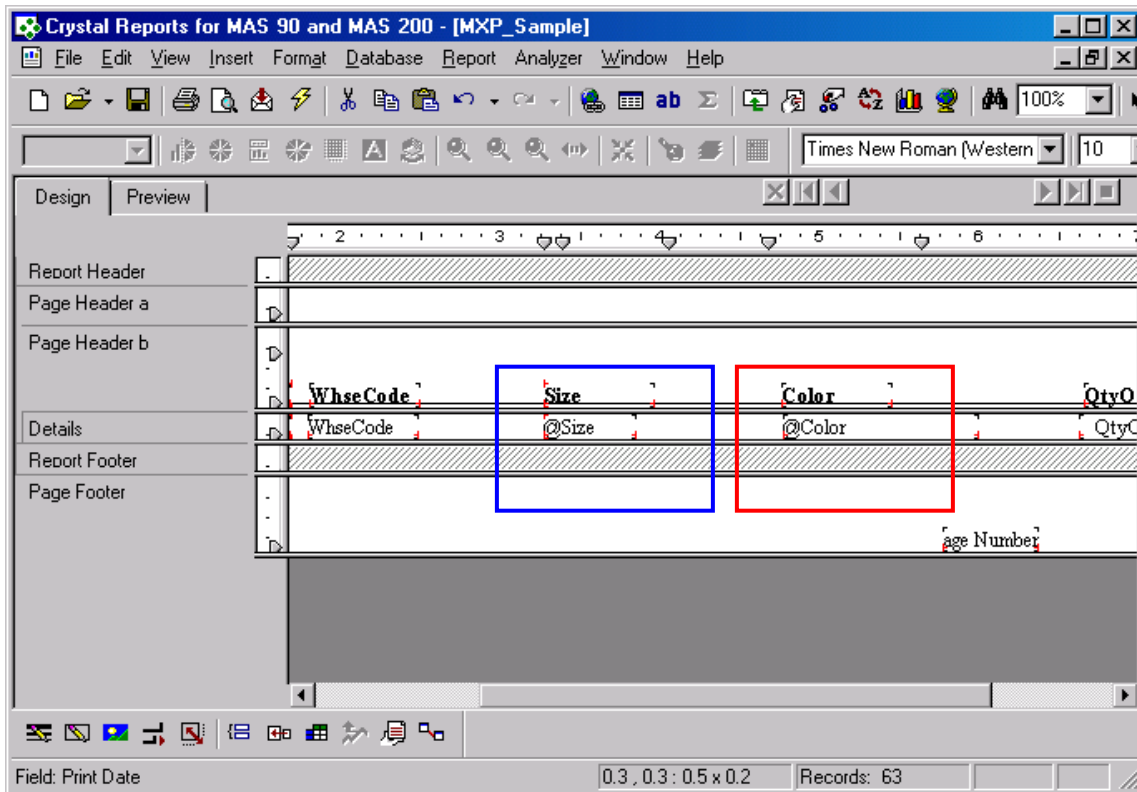 Crystal Reports for MAS 90 and MAS 200 - [MXP_Sample]
File Edit View Insert Format Database Report Analyzer Window Help
ab Σ 100%
A Times New Roman (Western 10
Design Preview
2 3 4 5 6 7
Report Header
Page Header a
Page Header b
WhseCode Size Color QtyO
Details WhseCode @Size @Color QtyO
Report Footer
Page Footer
age Number
Field: Print Date 0.3 , 0.3 : 0.5 x 0.2 Records: 63